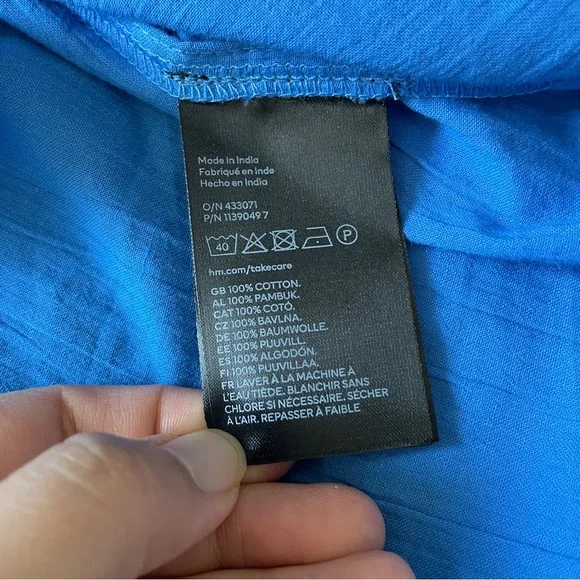 Made in India
Fabriqué en Inde
Hecho en India
O/N 433071
P/N 1139049 7
40 P
hm.com/takecare
GB 100% COTTON.
AL 100% PAMBUK.
CAT 100% COTÓ.
CZ 100% BAVLNA.
DE 100% BAUMWOLLE.
EE 100% PUUVILL.
ES 100% ALGODÓN.
FI 100% PUUVILLAA.
FR LAVER À LA MACHINE À
L'EAU TIÈDE. BLANCHIR SANS
CHLORE SI NÉCESSAIRE. SÉCHER
À L'AIR. REPASSER À FAIBLE